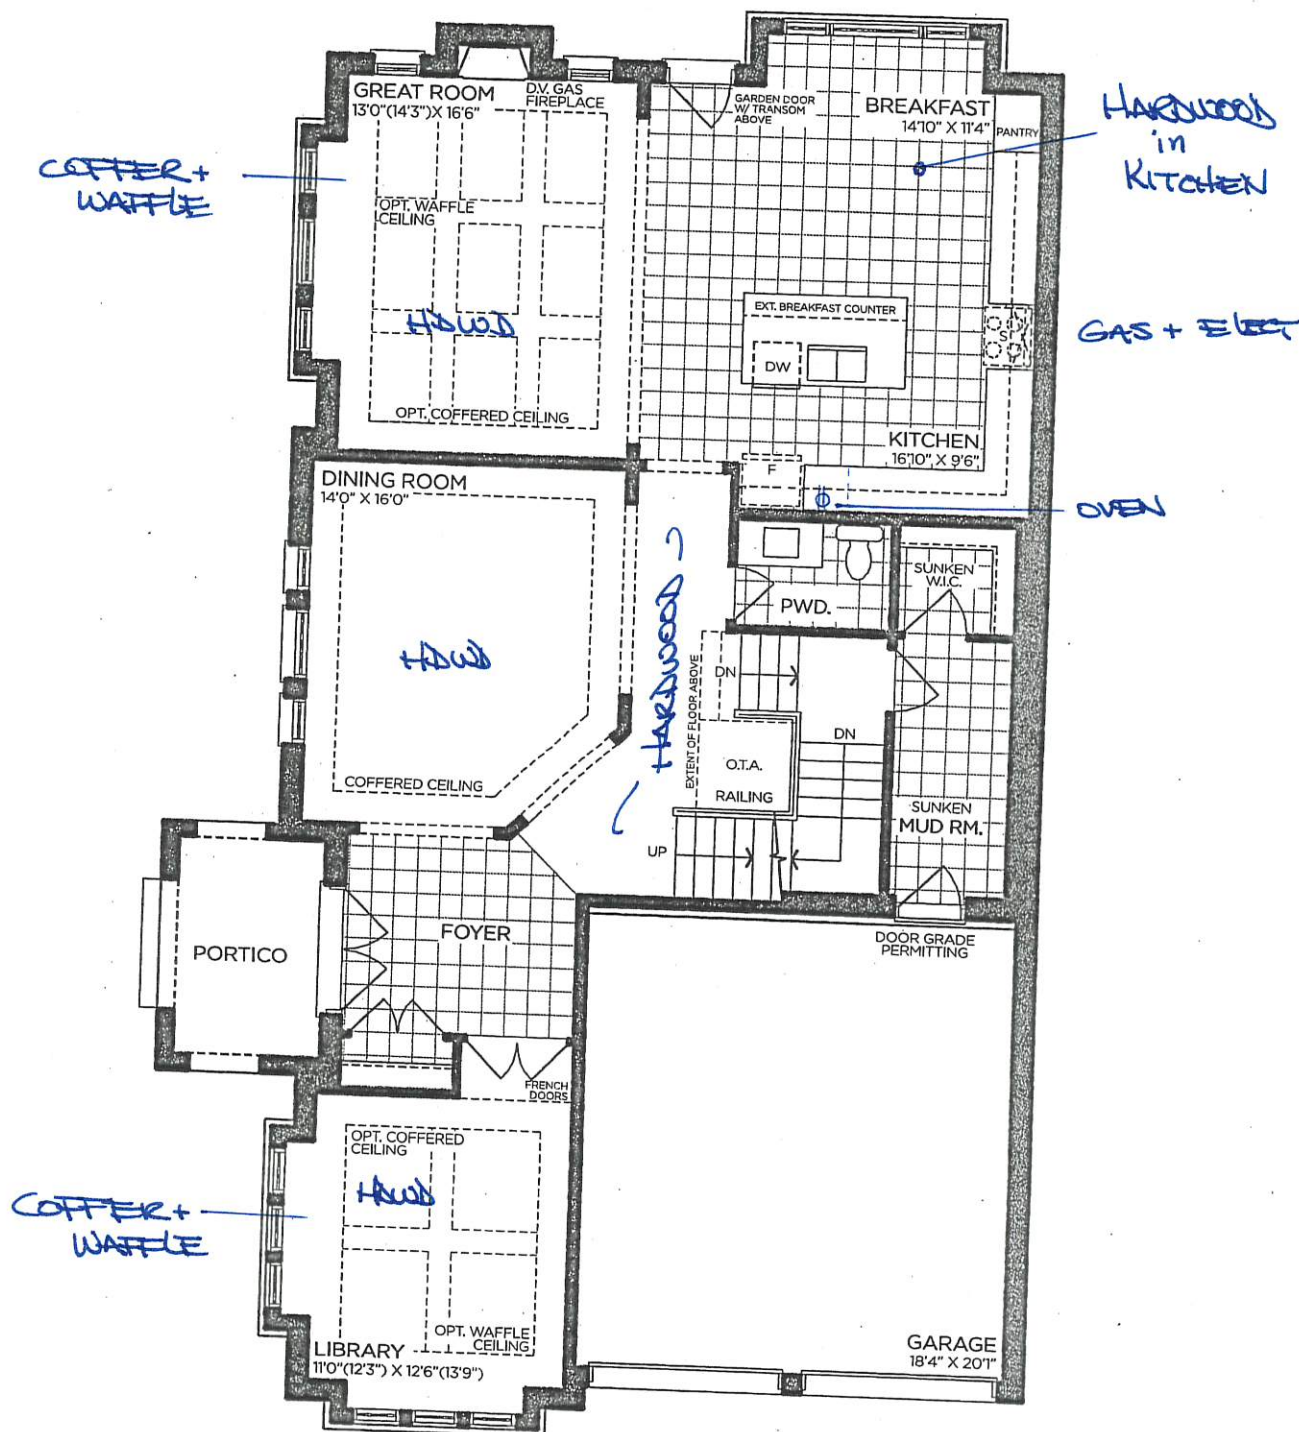 GREAT ROOM
13'0"(14'3") X 16'6"
D.V. GAS
FIREPLACE
GARDEN DOOR
W/ TRANSOM
ABOVE
BREAKFAST
14'10" X 11'4"
PANTRY
HARDWOOD
in
KITCHEN
COFFER +
WAFFLE
OPT. WAFFLE
CEILING
HDWD
OPT. COFFERED CEILING
EXT. BREAKFAST COUNTER
DW
S
GAS + ELECT
KITCHEN
16'10" X 9'6"
F
OVEN
DINING ROOM
14'0" X 16'0"
HDWD
COFFERED CEILING
HARDWOOD
PWD.
SUNKEN
W.I.C.
EXTENT OF FLOOR ABOVE
DN
DN
O.T.A.
RAILING
UP
SUNKEN
MUD RM.
PORTICO
FOYER
DOOR GRADE
PERMITTING
FRENCH
DOORS
OPT. COFFERED
CEILING
HDWD
COFFER +
WAFFLE
OPT. WAFFLE
CEILING
LIBRARY
11'0"(12'3") X 12'6"(13'9")
GARAGE
18'4" X 20'1"